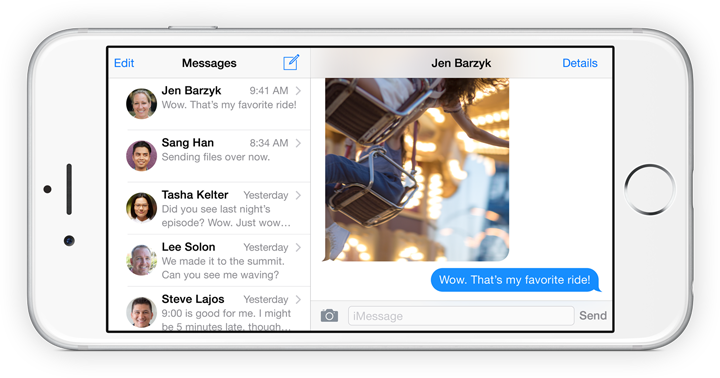 Edit Messages
Jen Barzyk 9:41 AM
Wow. That's my favorite ride!
Sang Han 8:34 AM
Sending files over now.
Tasha Kelter Yesterday
Did you see last night's
episode? Wow. Just wow…
Lee Solon Yesterday
We made it to the summit.
Can you see me waving?
Steve Lajos Yesterday
9:00 is good for me. I might
be 5 minutes late, though…
Jen Barzyk Details
Wow. That's my favorite ride!
iMessage Send